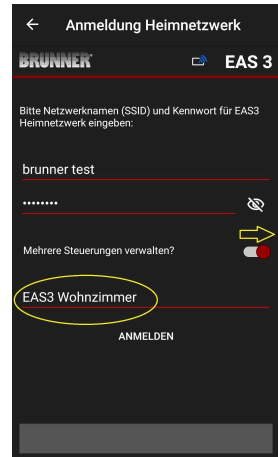 Anmeldung Heimnetzwerk
BRUNNER EAS 3
Bitte Netzwerknamen (SSID) und Kennwort für EAS3
Heimnetzwerk eingeben:
brunner test
••••••••
Mehrere Steuerungen verwalten?
EAS3 Wohnzimmer
ANMELDEN